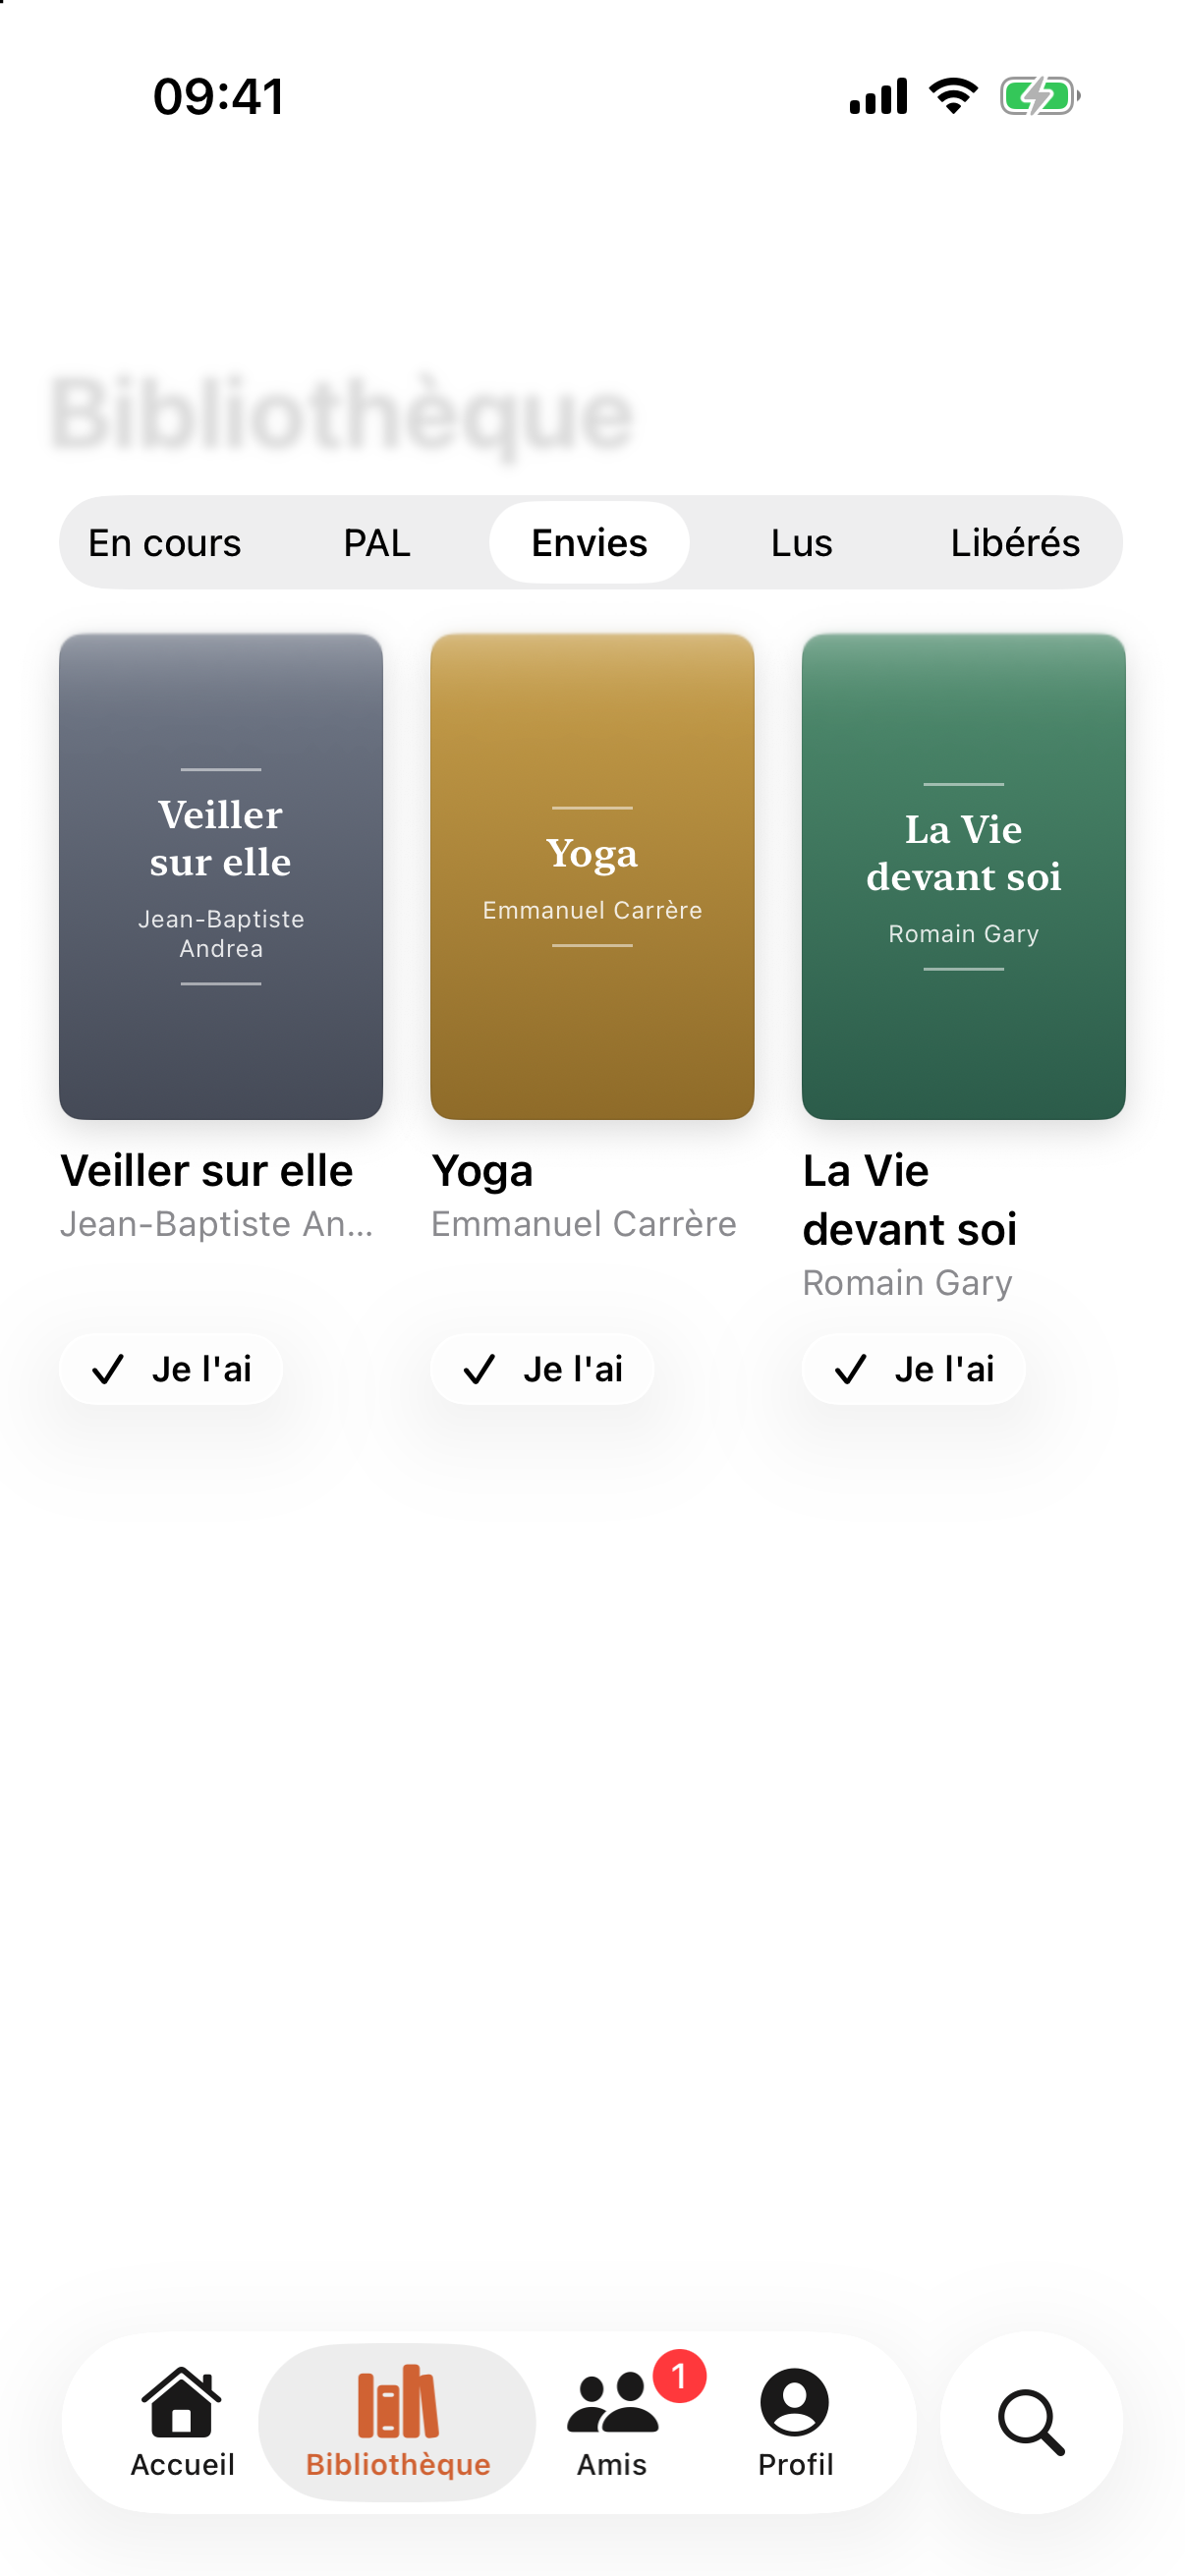 09:41
Bibliothèque
En cours PAL Envies Lus Libérés
Veiller
sur elle
Jean-Baptiste
Andrea
Yoga
Emmanuel Carrère
La Vie
devant soi
Romain Gary
Veiller sur elle
Jean-Baptiste An...
Yoga
Emmanuel Carrère
La Vie
devant soi
Romain Gary
Je l'ai
Je l'ai
Je l'ai
Accueil
Bibliothèque
1
Amis
Profil